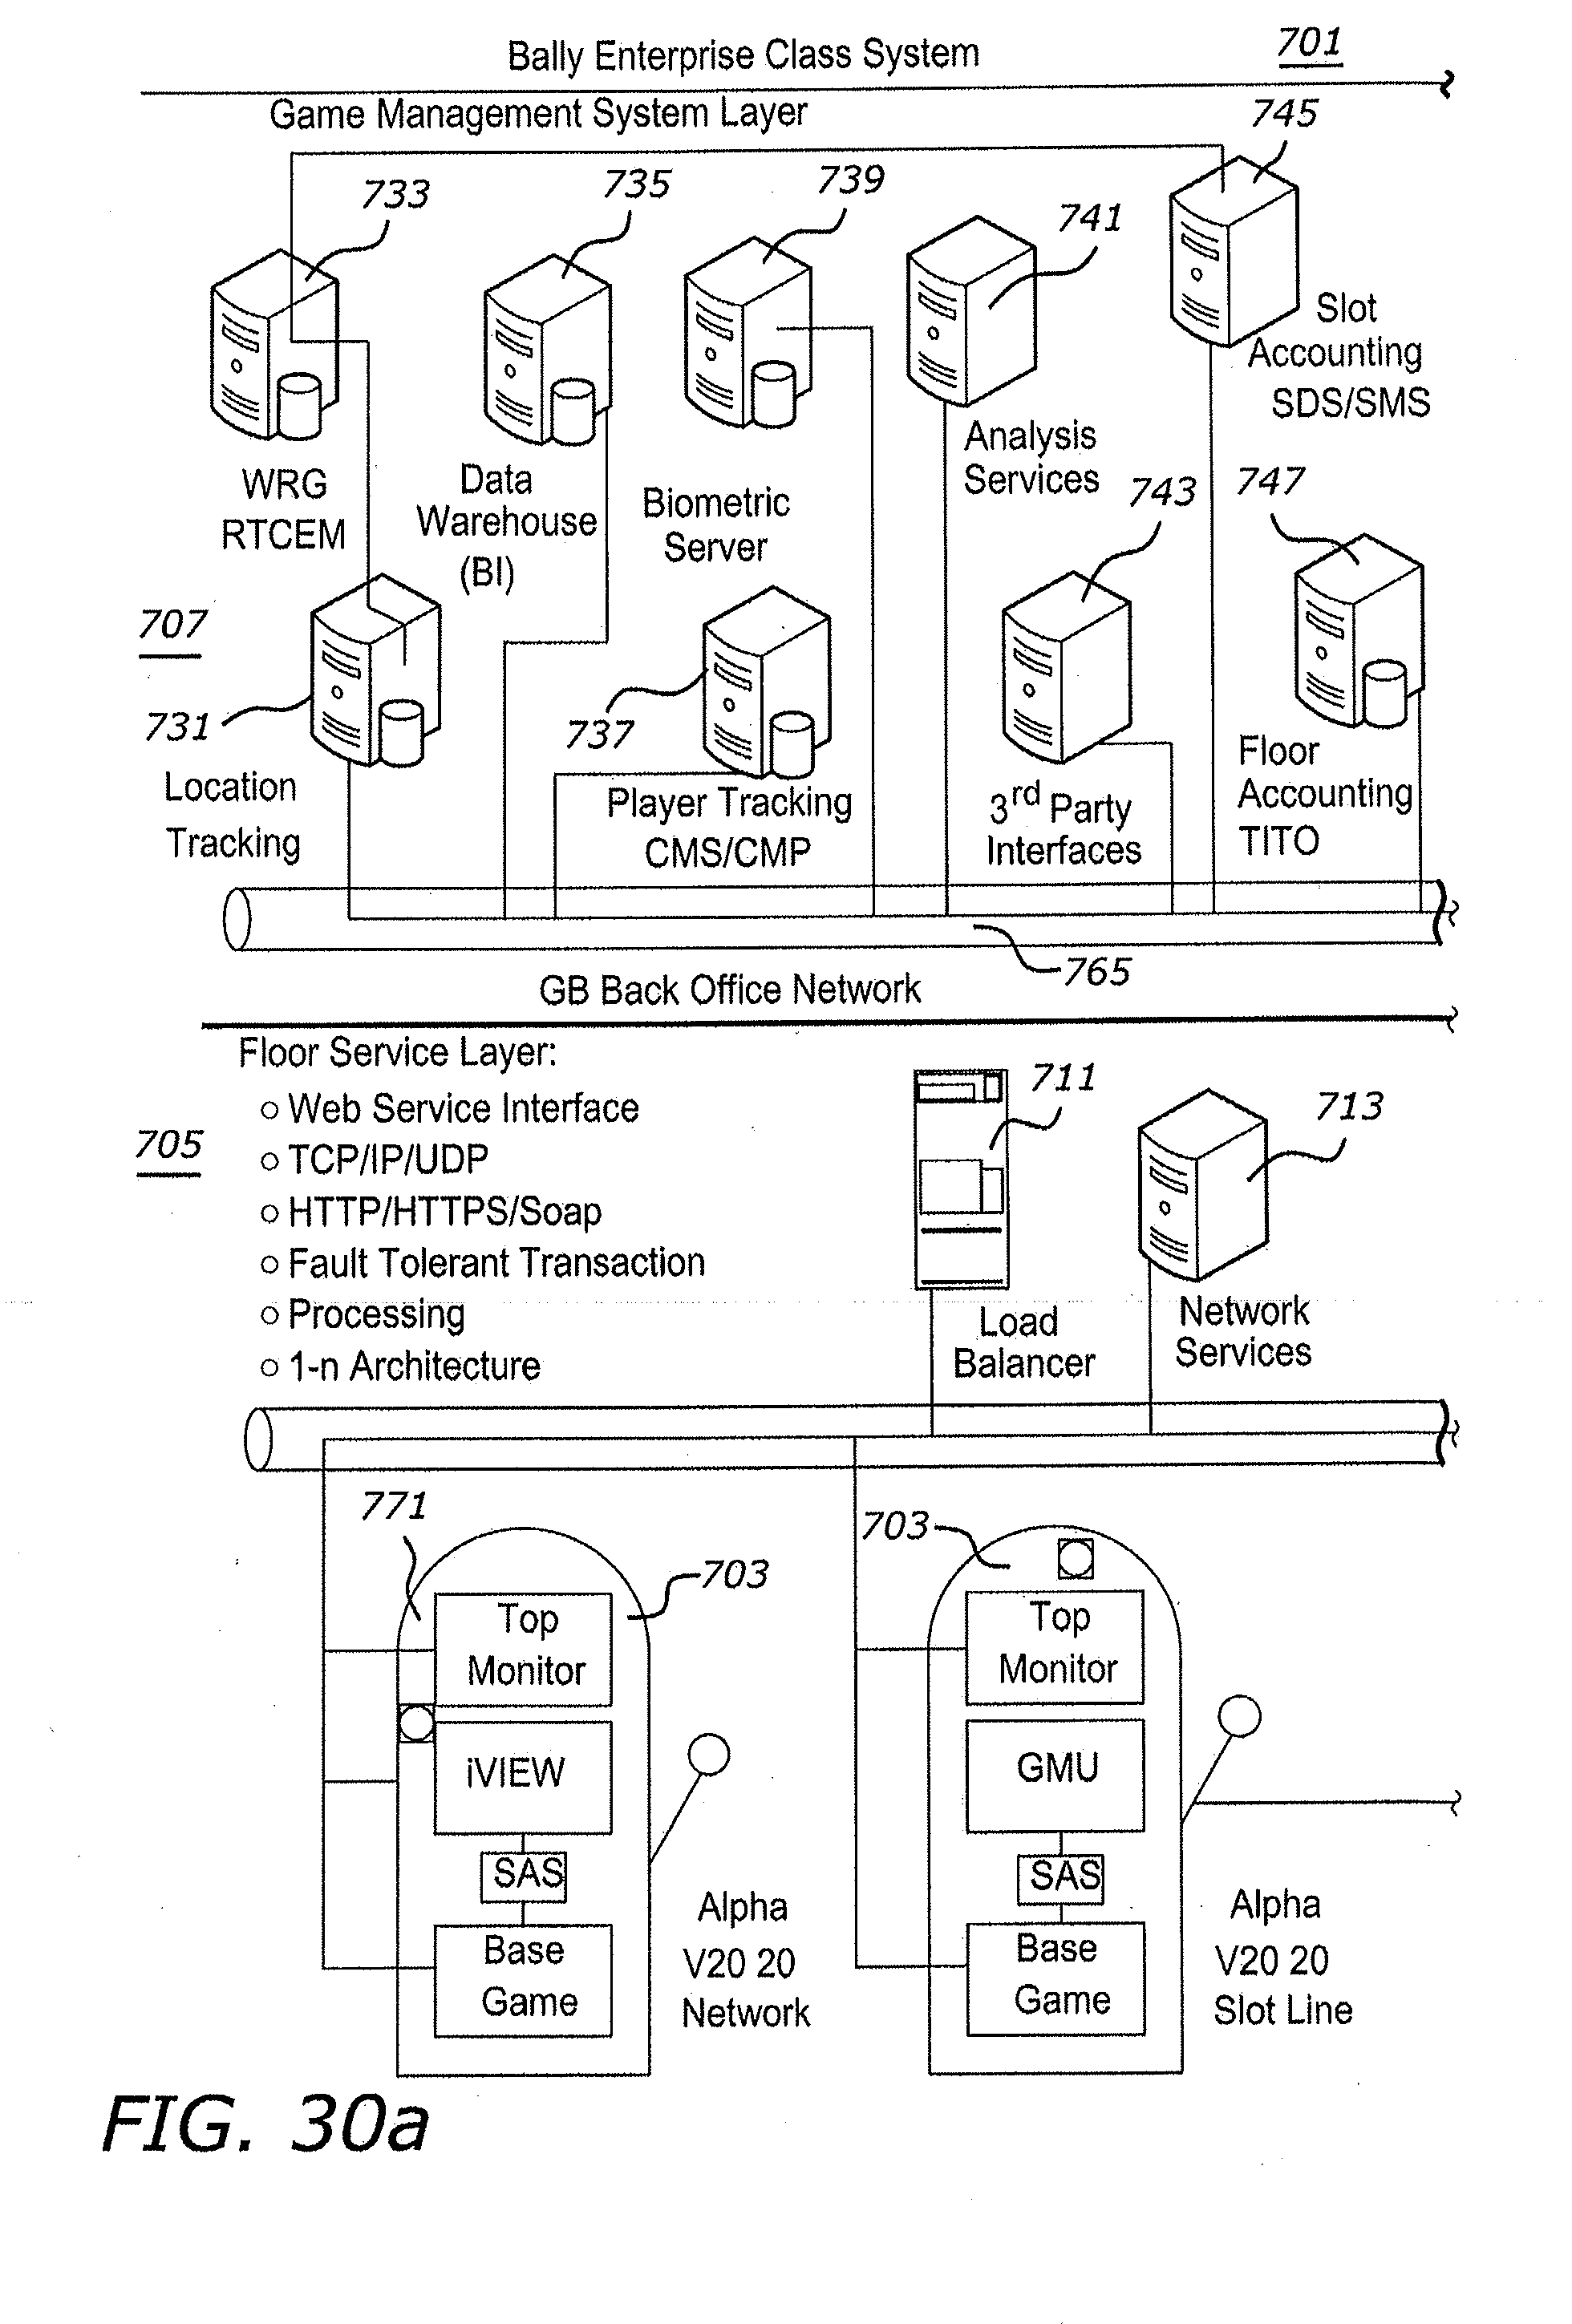 Bally Enterprise Class System
701
Game Management System Layer
745
733
735
739
741
Slot
Accounting
SDS/SMS
WRG
RTCEM
Data
Warehouse
(BI)
Biometric
Server
Analysis
Services
743
747
707
731
737
Location
Tracking
Player Tracking
CMS/CMP
3rd Party
Interfaces
Floor
Accounting
TITO
765
GB Back Office Network
Floor Service Layer:
705
○ Web Service Interface
○ TCP/IP/UDP
○ HTTP/HTTPS/Soap
○ Fault Tolerant Transaction
○ Processing
○ 1-n Architecture
711
713
Load
Balancer
Network
Services
771
703
Top
Monitor
iVIEW
SAS
Base
Game
Alpha
V20 20
Network
703
Top
Monitor
GMU
SAS
Base
Game
Alpha
V20 20
Slot Line
FIG. 30a